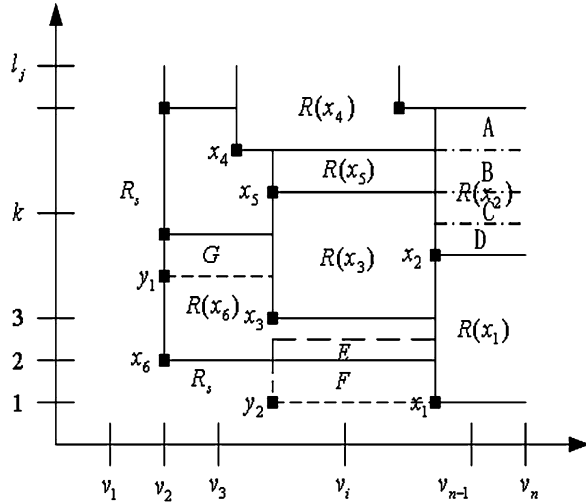 l_j
R(x_4)
A
x_4
R(x_5)
B
x_5
R(x_2)
R_s
k
C
G
D
R(x_3)
x_2
y_1
R(x_6)
x_3
3
R(x_1)
E
x_6
2
R_s
F
1
y_2
x_1
v_1
v_2
v_3
v_i
v_{n-1}
v_n